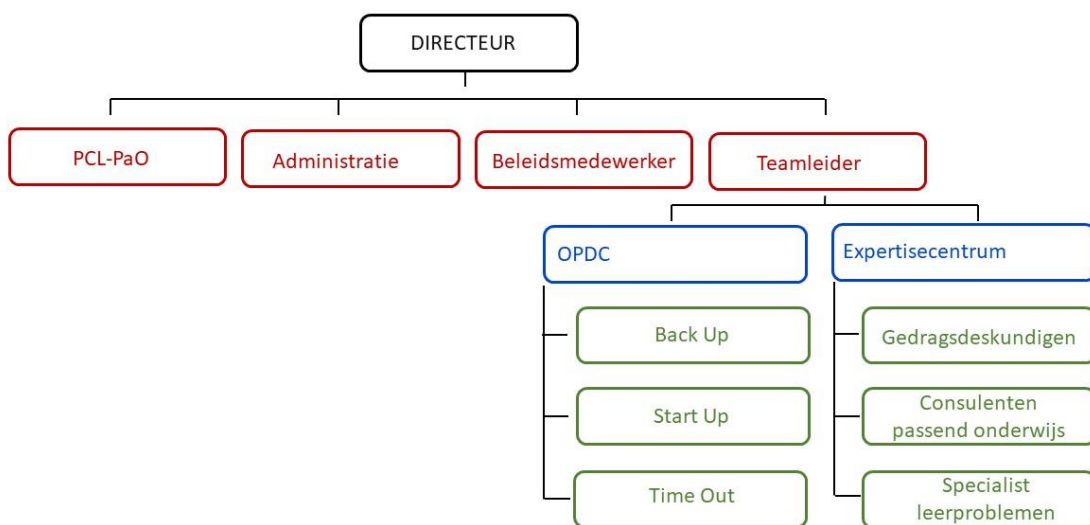 DIRECTEUR
PCL-PaO
Administratie
Beleidsmedewerker
Teamleider
OPDC
Expertisecentrum
Back Up
Gedragsdeskundigen
Start Up
Consulenten
passend onderwijs
Time Out
Specialist
leerproblemen